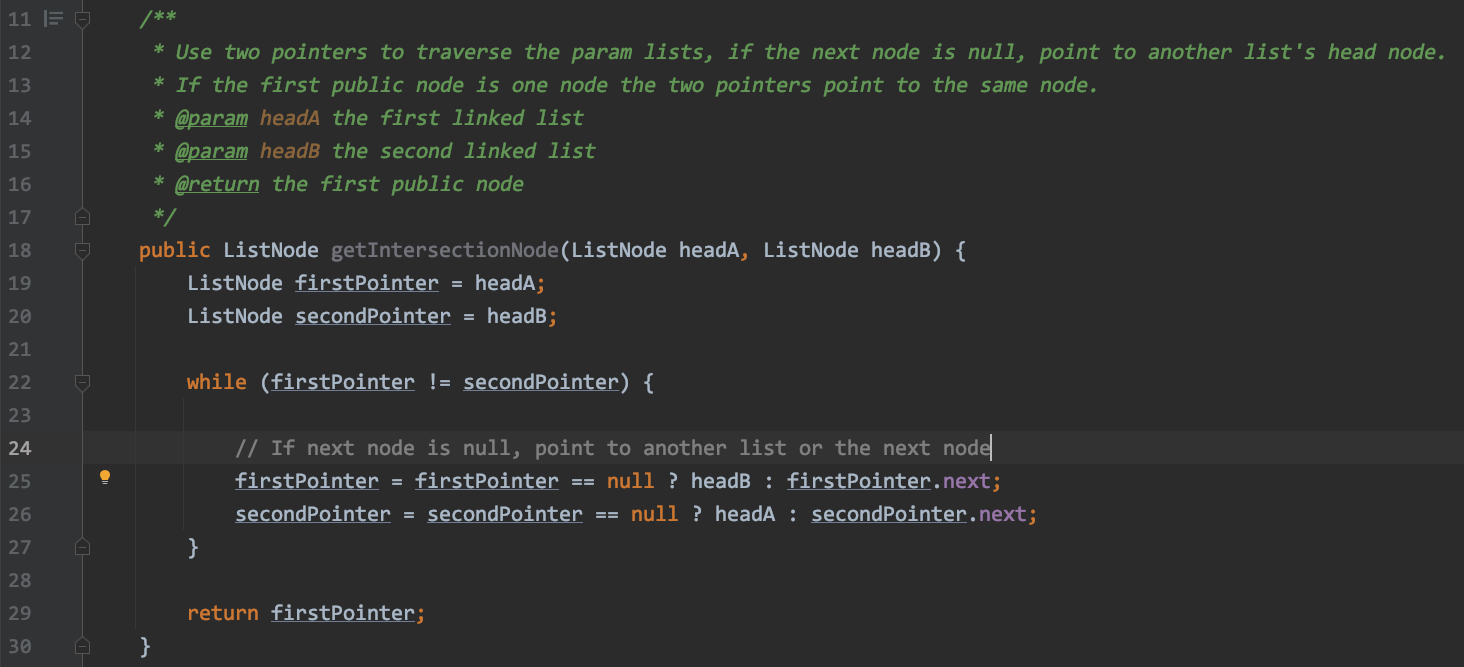 11 /**
12 * Use two pointers to traverse the param lists, if the next node is null, point to another list's head node.
13 * If the first public node is one node the two pointers point to the same node.
14 * @param headA the first linked list
15 * @param headB the second linked list
16 * @return the first public node
17 */
18 public ListNode getIntersectionNode(ListNode headA, ListNode headB) {
19 ListNode firstPointer = headA;
20 ListNode secondPointer = headB;
21
22 while (firstPointer != secondPointer) {
23
24 // If next node is null, point to another list or the next node
25 firstPointer = firstPointer == null ? headB : firstPointer.next;
26 secondPointer = secondPointer == null ? headA : secondPointer.next;
27 }
28
29 return firstPointer;
30 }